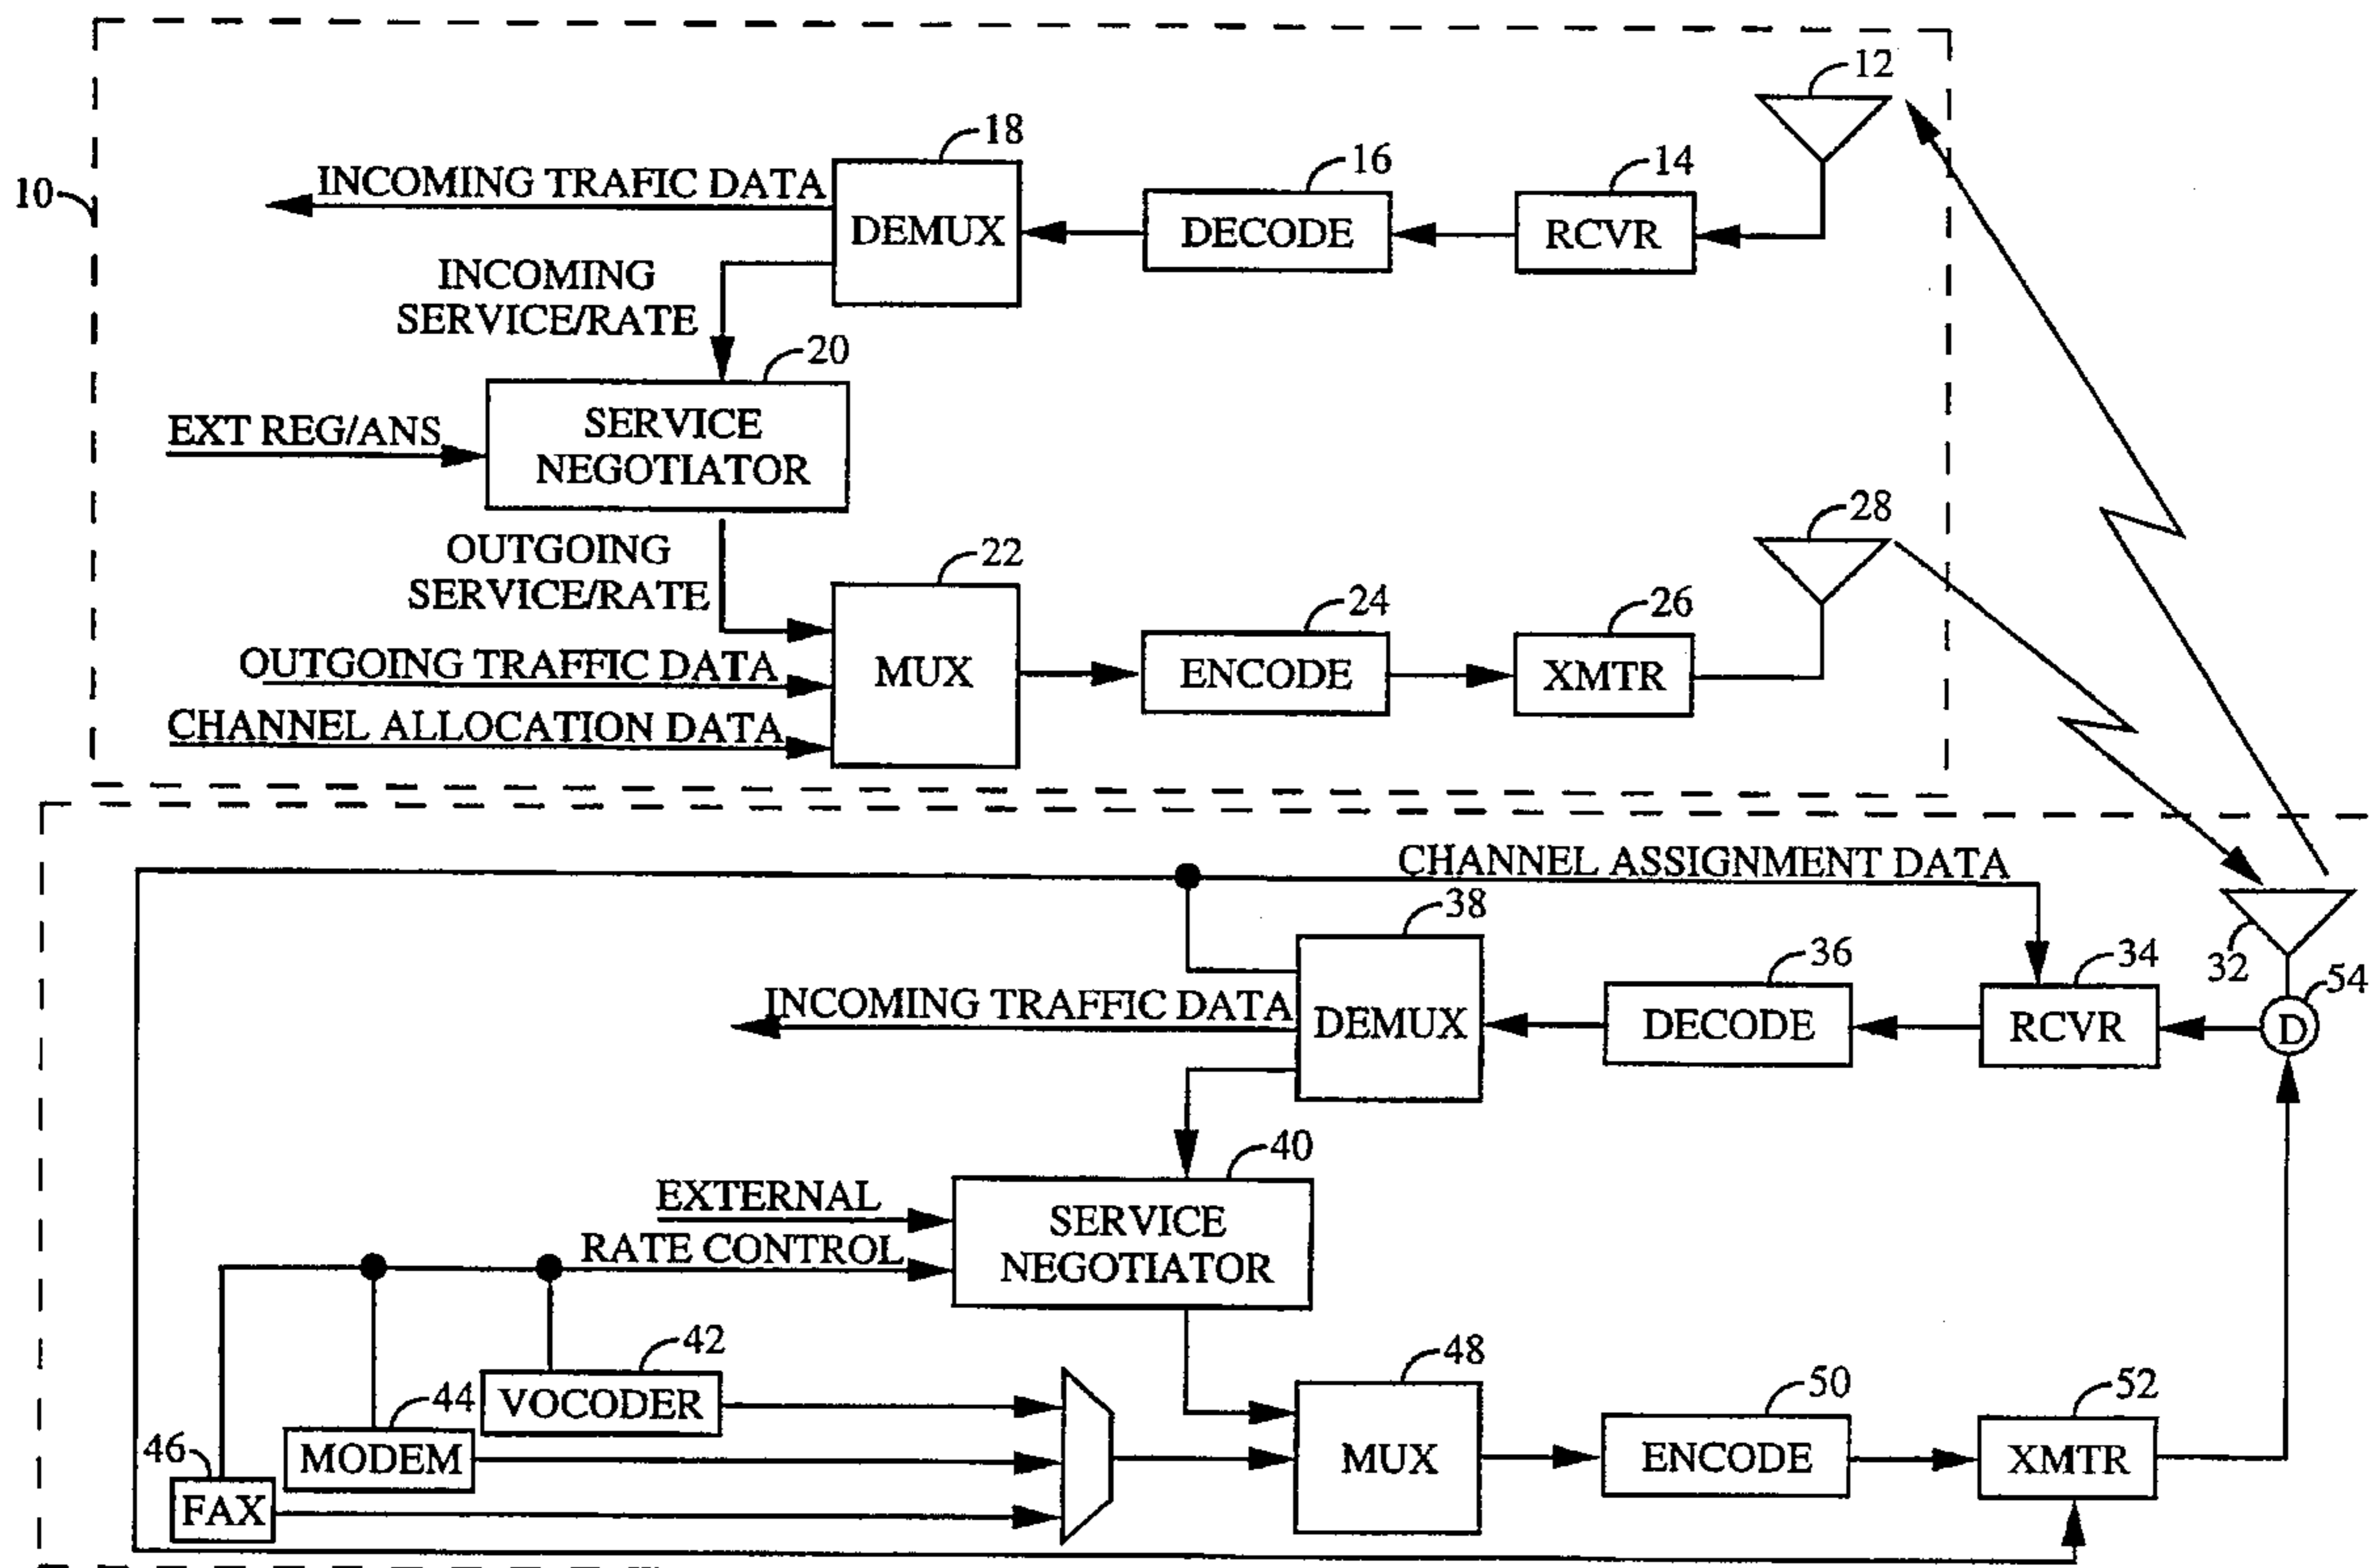 12
18
16
14
10
INCOMING TRAFIC DATA
DEMUX
DECODE
RCVR
INCOMING
SERVICE/RATE
20
EXT REG/ANS
SERVICE
NEGOTIATOR
28
OUTGOING
SERVICE/RATE
22
24
26
OUTGOING TRAFFIC DATA
MUX
ENCODE
XMTR
CHANNEL ALLOCATION DATA
CHANNEL ASSIGNMENT DATA
38
36
34
32
54
INCOMING TRAFFIC DATA
DEMUX
DECODE
RCVR
D
40
EXTERNAL
SERVICE
NEGOTIATOR
RATE CONTROL
42
48
44
VOCODER
50
52
46
MODEM
MUX
ENCODE
XMTR
FAX